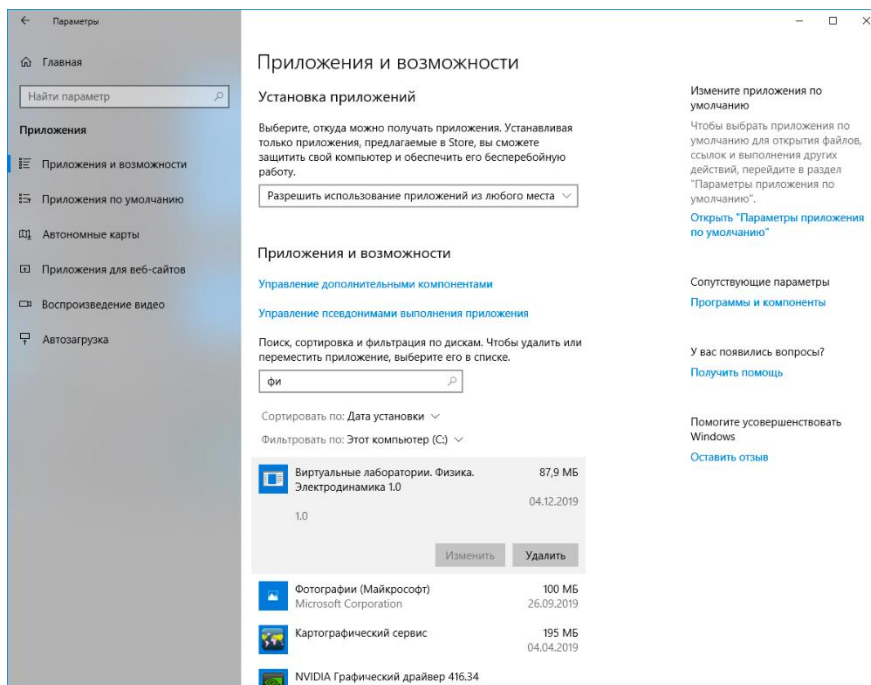 Параметры
Главная
Найти параметр
Приложения
Приложения и возможности
Приложения по умолчанию
Автономные карты
Приложения для веб-сайтов
Воспроизведение видео
Автозагрузка
Приложения и возможности
Установка приложений
Выберите, откуда можно получать приложения. Устанавливая
только приложения, предлагаемые в Store, вы сможете
защитить свой компьютер и обеспечить его бесперебойную
работу.
Разрешить использование приложений из любого места
Приложения и возможности
Управление дополнительными компонентами
Управление псевдонимами выполнения приложения
Поиск, сортировка и фильтрация по дискам. Чтобы удалить или
переместить приложение, выберите его в списке.
фи
Сортировать по: Дата установки
Фильтровать по: Этот компьютер (C:)
Виртуальные лаборатории. Физика. 87,9 МБ
Электродинамика 1.0
04.12.2019
1.0
Изменить Удалить
Фотографии (Майкрософт) 100 МБ
Microsoft Corporation 26.09.2019
Картографический сервис 195 МБ
04.04.2019
NVIDIA Графический драйвер 416.34
Измените приложения по
умолчанию
Чтобы выбрать приложения по
умолчанию для открытия файлов,
ссылок и выполнения других
действий, перейдите в раздел
"Параметры приложения по
умолчанию".
Открыть "Параметры приложения
по умолчанию"
Сопутствующие параметры
Программы и компоненты
У вас появились вопросы?
Получить помощь
Помогите усовершенствовать
Windows
Оставить отзыв